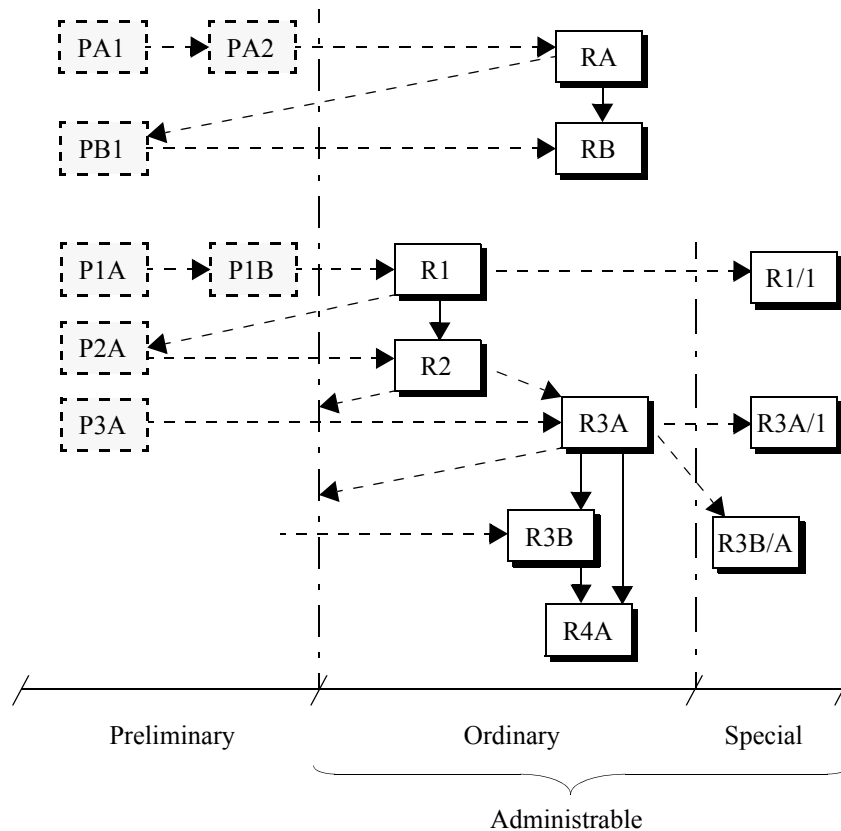 PA1
PA2
RA
PB1
RB
P1A
P1B
R1
R1/1
P2A
R2
P3A
R3A
R3A/1
R3B
R3B/A
R4A
Preliminary
Ordinary
Special
Administrable